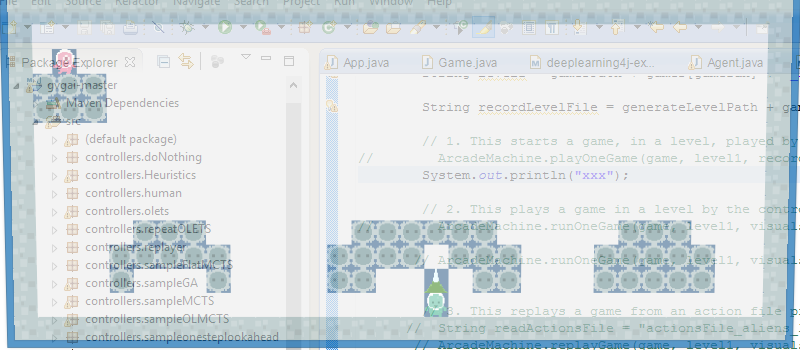 File Edit Source Refactor Navigate Search Project Run Window Help
Package Explorer
App.java
Game.java
deeplearning4j-ex...
Agent.java
gvgai-master
Maven Dependencies
src
(default package)
controllers.doNothing
controllers.Heuristics
controllers.human
controllers.olets
controllers.repeatOLETS
controllers.replayer
controllers.sampleFlatMCTS
controllers.sampleGA
controllers.sampleMCTS
controllers.sampleOLMCTS
controllers.sampleonesteplookahead
String recordLevelFile = generateLevelPath + gam
// 1. This starts a game, in a level, played by
// ArcadeMachine.playOneGame(game, level1, recor
System.out.println("xxx");
// 2. This plays a game in a level by the contro
ArcadeMachine.runOneGame(game, level1, visual
level1, visual
3. This replays a game from an action file p
// String readActionsFile = "actionsFile_aliens_
// ArcadeMachine.replayGame(game, level1, visual